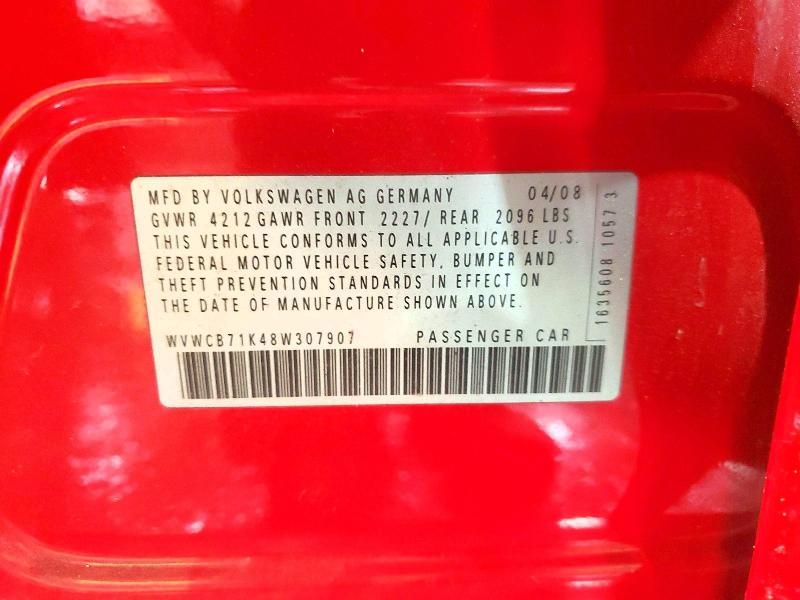 MFD BY VOLKSWAGEN AG GERMANY 04/08
GVWR 4212 GAWR FRONT 2227/ REAR 2096 LBS
THIS VEHICLE CONFORMS TO ALL APPLICABLE U.S.
FEDERAL MOTOR VEHICLE SAFETY, BUMPER AND
THEFT PREVENTION STANDARDS IN EFFECT ON
THE DATE OF MANUFACTURE SHOWN ABOVE.
WVWCB71K48W307907 PASSENGER CAR
1635608 1057 3